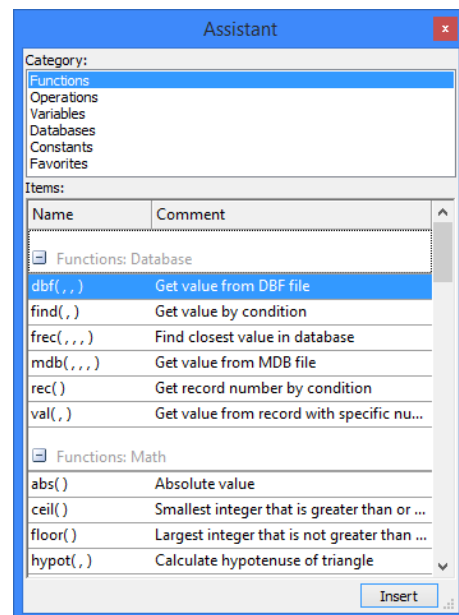 Assistant
x
Category:
Functions
Operations
Variables
Databases
Constants
Favorites
Items:
Name Comment
Functions: Database
dbf( , , ) Get value from DBF file
find( , ) Get value by condition
frec( , , , ) Find closest value in database
mdb( , , , ) Get value from MDB file
rec( ) Get record number by condition
val( , ) Get value from record with specific nu...
Functions: Math
abs( ) Absolute value
ceil( ) Smallest integer that is greater than or ...
floor( ) Largest integer that is not greater than ...
hypot( , ) Calculate hypotenuse of triangle
Insert